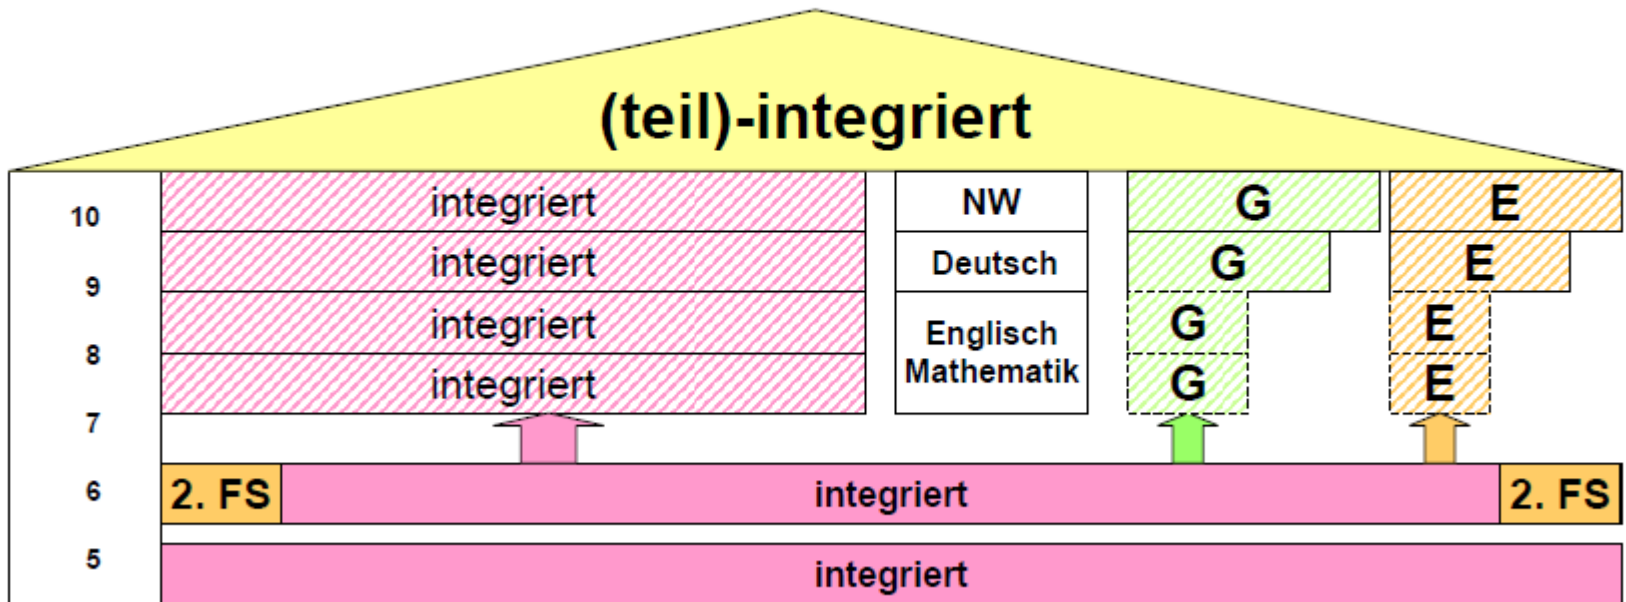 (teil)-integriert
10 integriert NW G E
9 integriert Deutsch G E
8 integriert Englisch G E
7 integriert Mathematik G E
6 2. FS integriert 2. FS
5 integriert